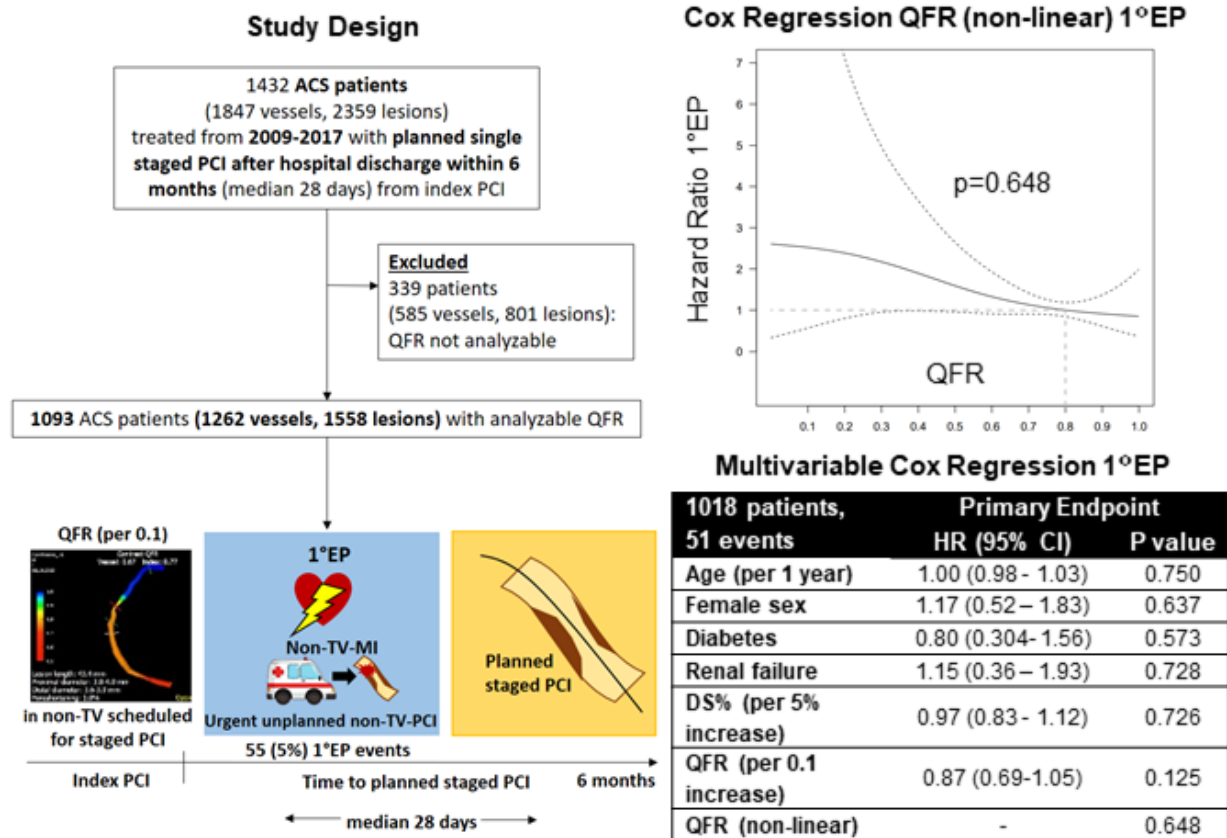 Study Design
1432 ACS patients
(1847 vessels, 2359 lesions)
treated from 2009-2017 with planned single
staged PCI after hospital discharge within 6
months (median 28 days) from index PCI
Excluded
339 patients
(585 vessels, 801 lesions):
QFR not analyzable
1093 ACS patients (1262 vessels, 1558 lesions) with analyzable QFR
QFR (per 0.1)
Contrast-QFR
in non-TV scheduled
for staged PCI
1°EP
Non-TV-MI
Urgent unplanned non-TV-PCI
Planned
staged PCI
55 (5%) 1°EP events
Index PCI
Time to planned staged PCI
6 months
median 28 days
Cox Regression QFR (non-linear) 1°EP
Hazard Ratio 1°EP
7
6
5
4
3
2
1
0
p=0.648
QFR
0.1 0.2 0.3 0.4 0.5 0.6 0.7 0.8 0.9 1.0
Multivariable Cox Regression 1°EP
1018 patients, Primary Endpoint
51 events HR (95% CI) P value
Age (per 1 year) 1.00 (0.98 - 1.03) 0.750
Female sex 1.17 (0.52 – 1.83) 0.637
Diabetes 0.80 (0.304- 1.56) 0.573
Renal failure 1.15 (0.36 – 1.93) 0.728
DS% (per 5%
increase) 0.97 (0.83 - 1.12) 0.726
QFR (per 0.1
increase) 0.87 (0.69-1.05) 0.125
QFR (non-linear) - 0.648